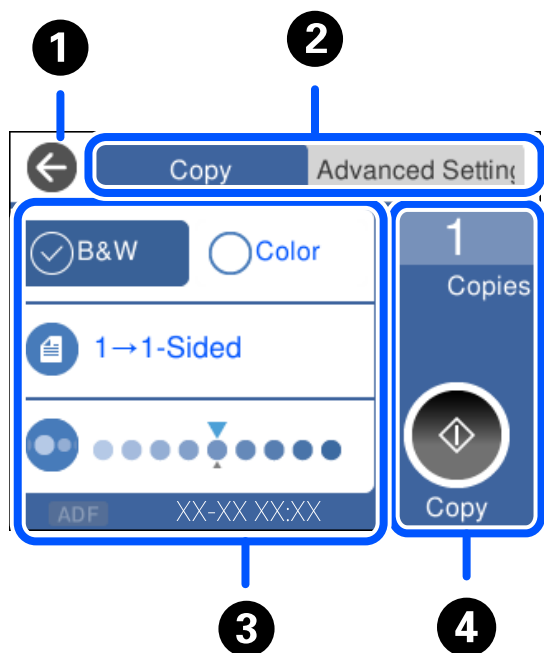 1
2
Copy
Advanced Setting
B&W
Color
1→1-Sided
ADF
XX-XX XX:XX
1
Copies
Copy
3
4